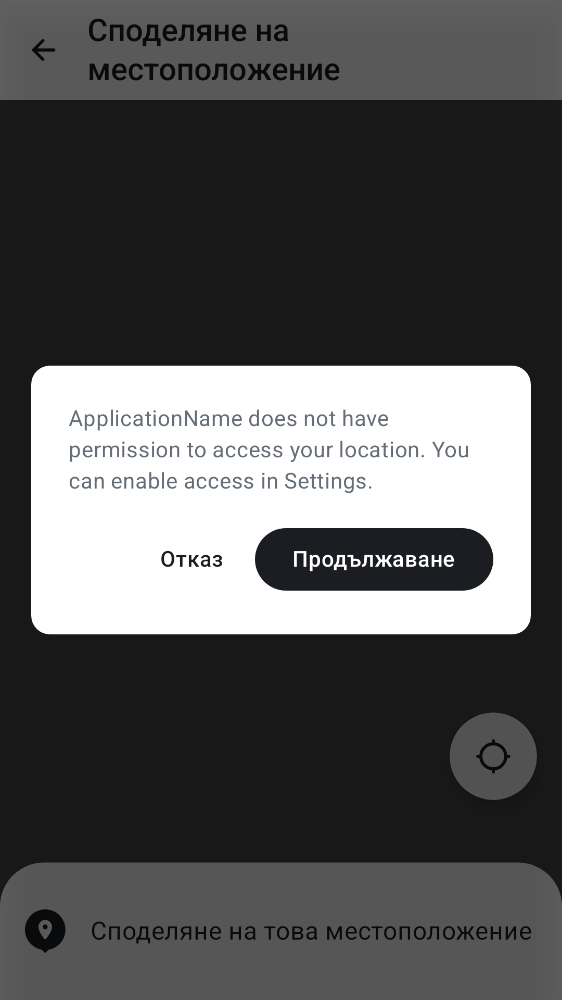 Споделяне на
местоположение
ApplicationName does not have
permission to access your location. You
can enable access in Settings.
Отказ
Продължаване
Споделяне на това местоположение